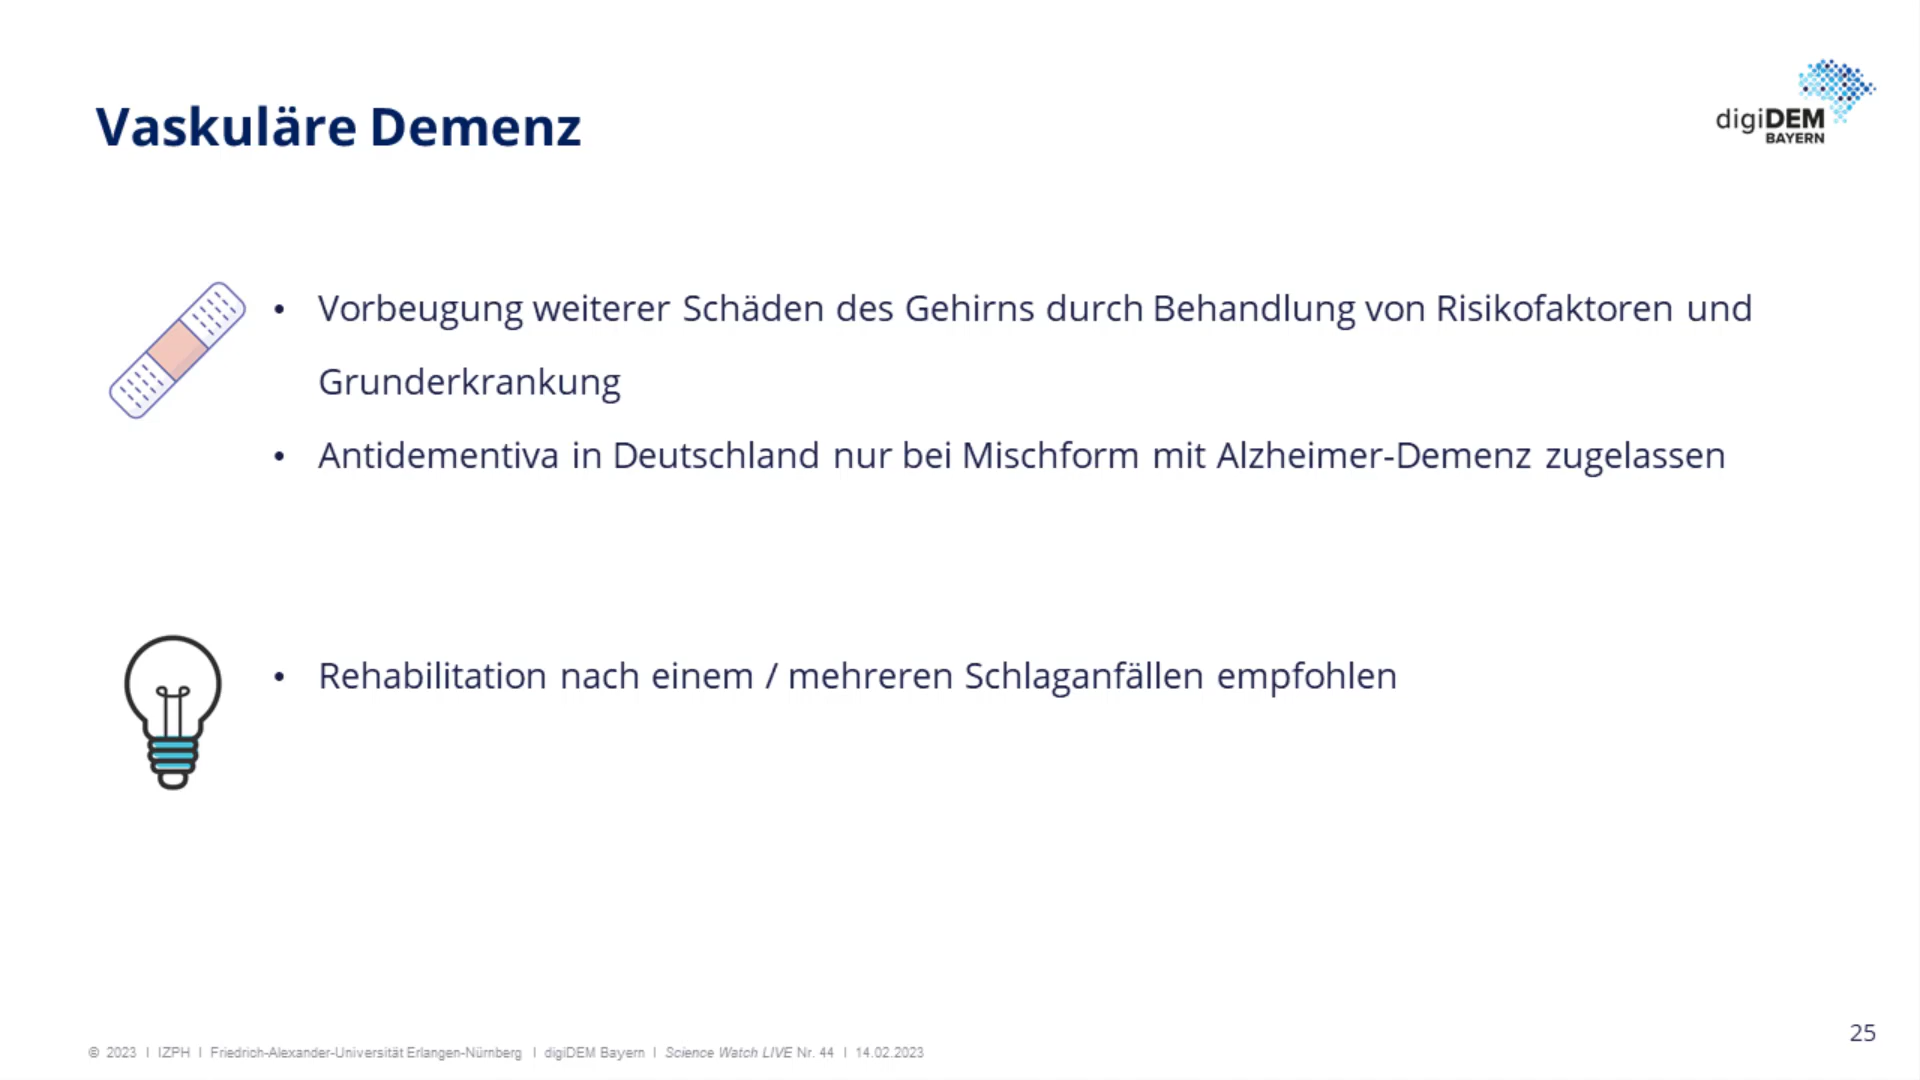 Vaskuläre Demenz
digiDEM
BAYERN
• Vorbeugung weiterer Schäden des Gehirns durch Behandlung von Risikofaktoren und
Grunderkrankung
• Antidementiva in Deutschland nur bei Mischform mit Alzheimer-Demenz zugelassen
• Rehabilitation nach einem / mehreren Schlaganfällen empfohlen
25
© 2023 I IZPH I Friedrich-Alexander-Universität Erlangen-Nürnberg I digiDEM Bayern I Science Watch LIVE Nr. 44 I 14.02.2023